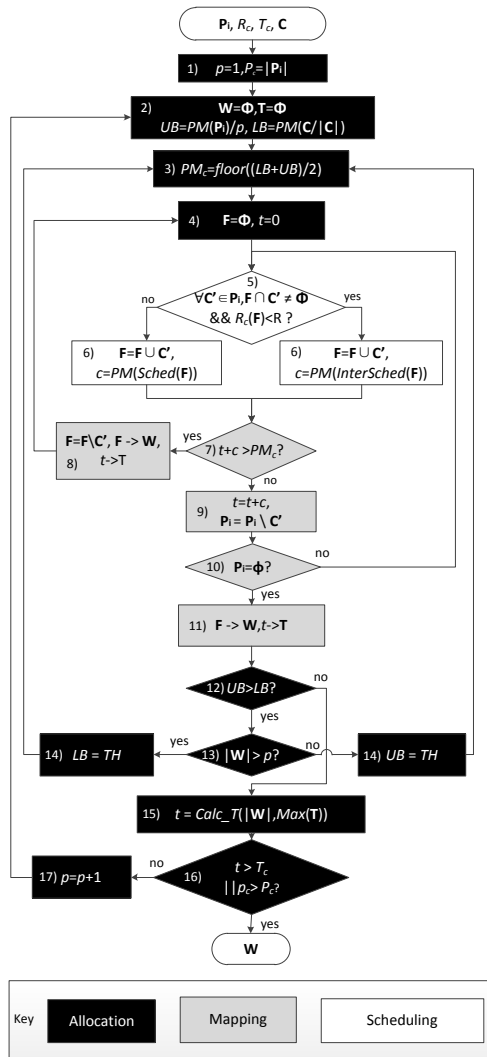 Pi, Rc, Tc, C
1) p=1,Pc=|Pi|
2) W=Φ,T=Φ
UB=PM(Pi)/p, LB=PM(C/|C|)
3) PMc=floor((LB+UB)/2)
4) F=Φ, t=0
5)
no
∀C'∈Pi,F∩C'≠Φ
yes
&& Rc(F)<R ?
6) F=F∪C',
c=PM(Sched(F))
6) F=F∪C',
c=PM(InterSched(F))
F=F\C', F -> W,
8) t->T
yes
7) t+c >PMc?
no
9) t=t+c,
Pi = Pi \ C'
no
10) Pi=ϕ?
yes
11) F -> W,t->T
12) UB>LB?
no
yes
14) LB = TH
yes
13) |W|> p?
no
14) UB = TH
15) t = Calc_T(|W|,Max(T))
17) p=p+1
no
16) t > Tc
||pc> Pc?
yes
W
Key
Allocation
Mapping
Scheduling